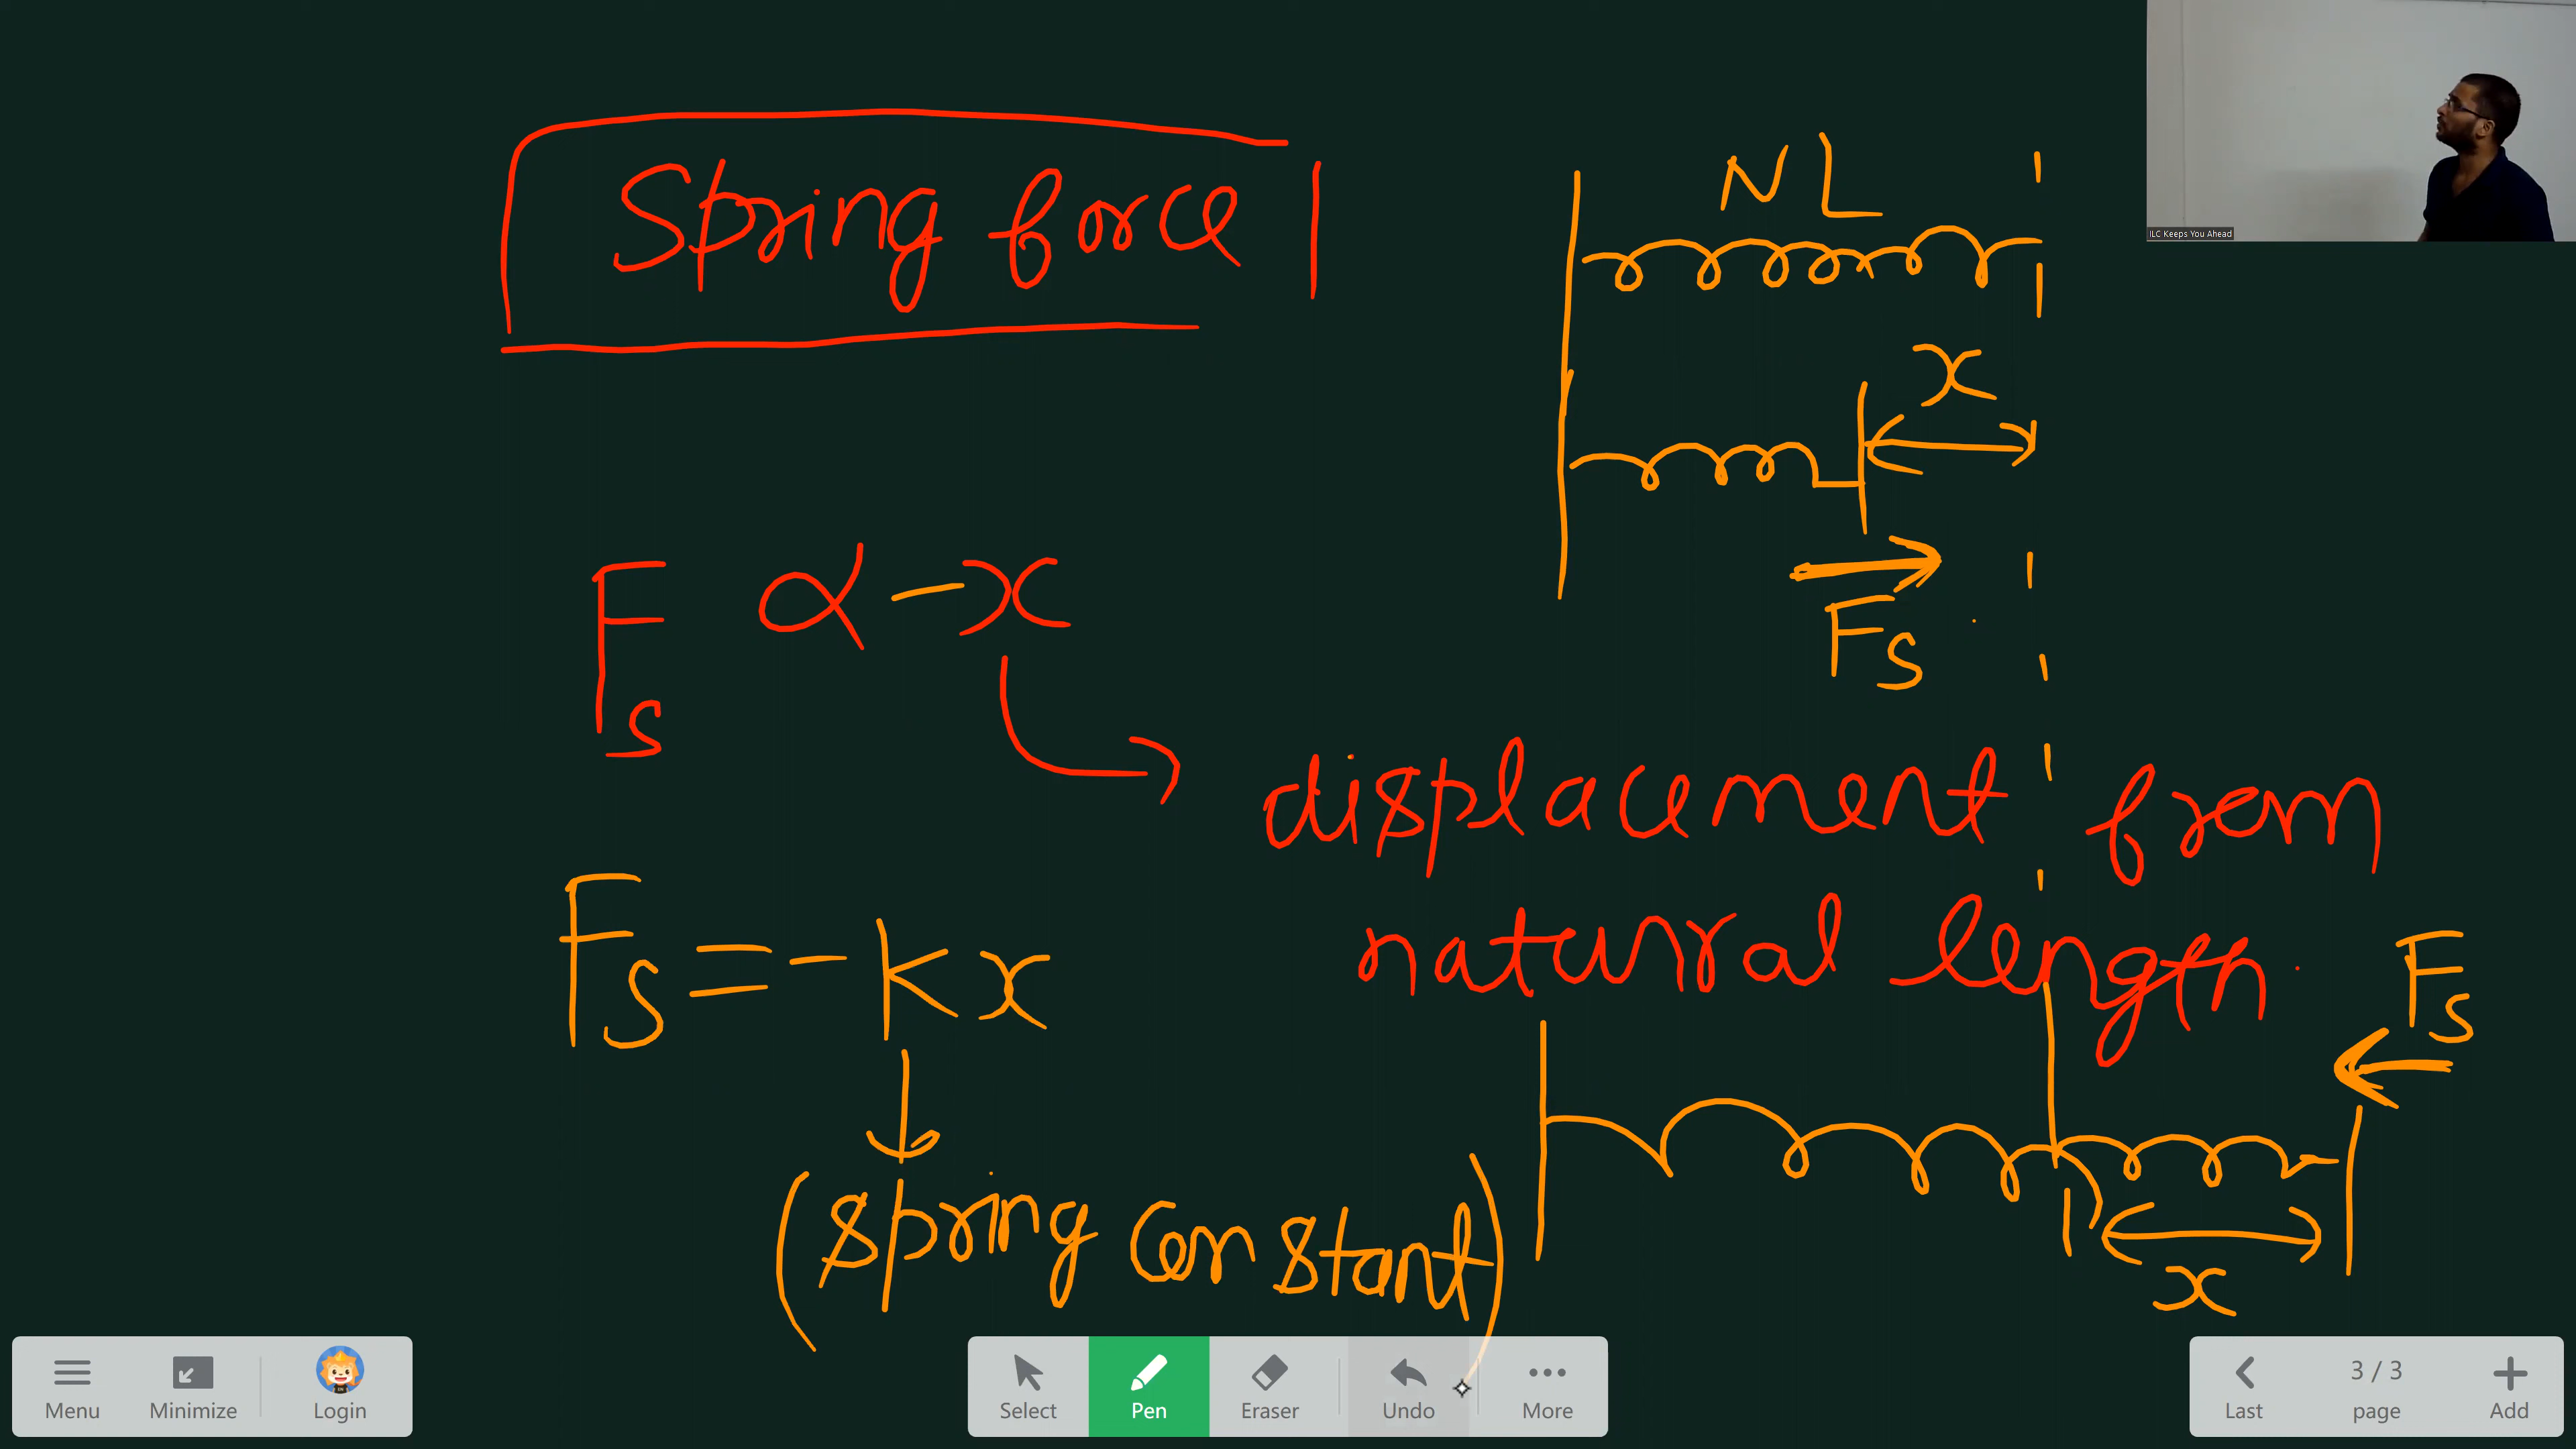 ILC Keeps You Ahead
Spring force
NL
x
Fs
Fs α -x
displacement from
natural length.
Fs = -Kx
(spring constant)
Fs
x
Menu
Minimize
Login
Select
Pen
Eraser
Undo
More
Last
3 / 3
page
Add